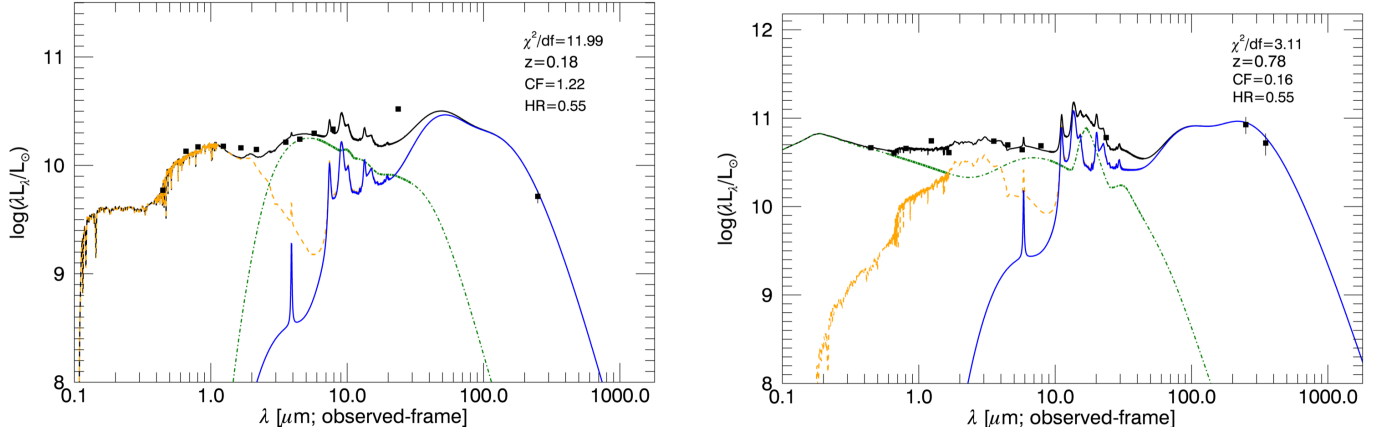 11
10
9
8
log(λL_λ/L_⊙)
χ²/df=11.99
z=0.18
CF=1.22
HR=0.55
0.1 1.0 10.0 100.0 1000.0
λ [μm; observed-frame]
12
11
10
9
8
log(λL_λ/L_⊙)
χ²/df=3.11
z=0.78
CF=0.16
HR=0.55
0.1 1.0 10.0 100.0 1000.0
λ [μm; observed-frame]